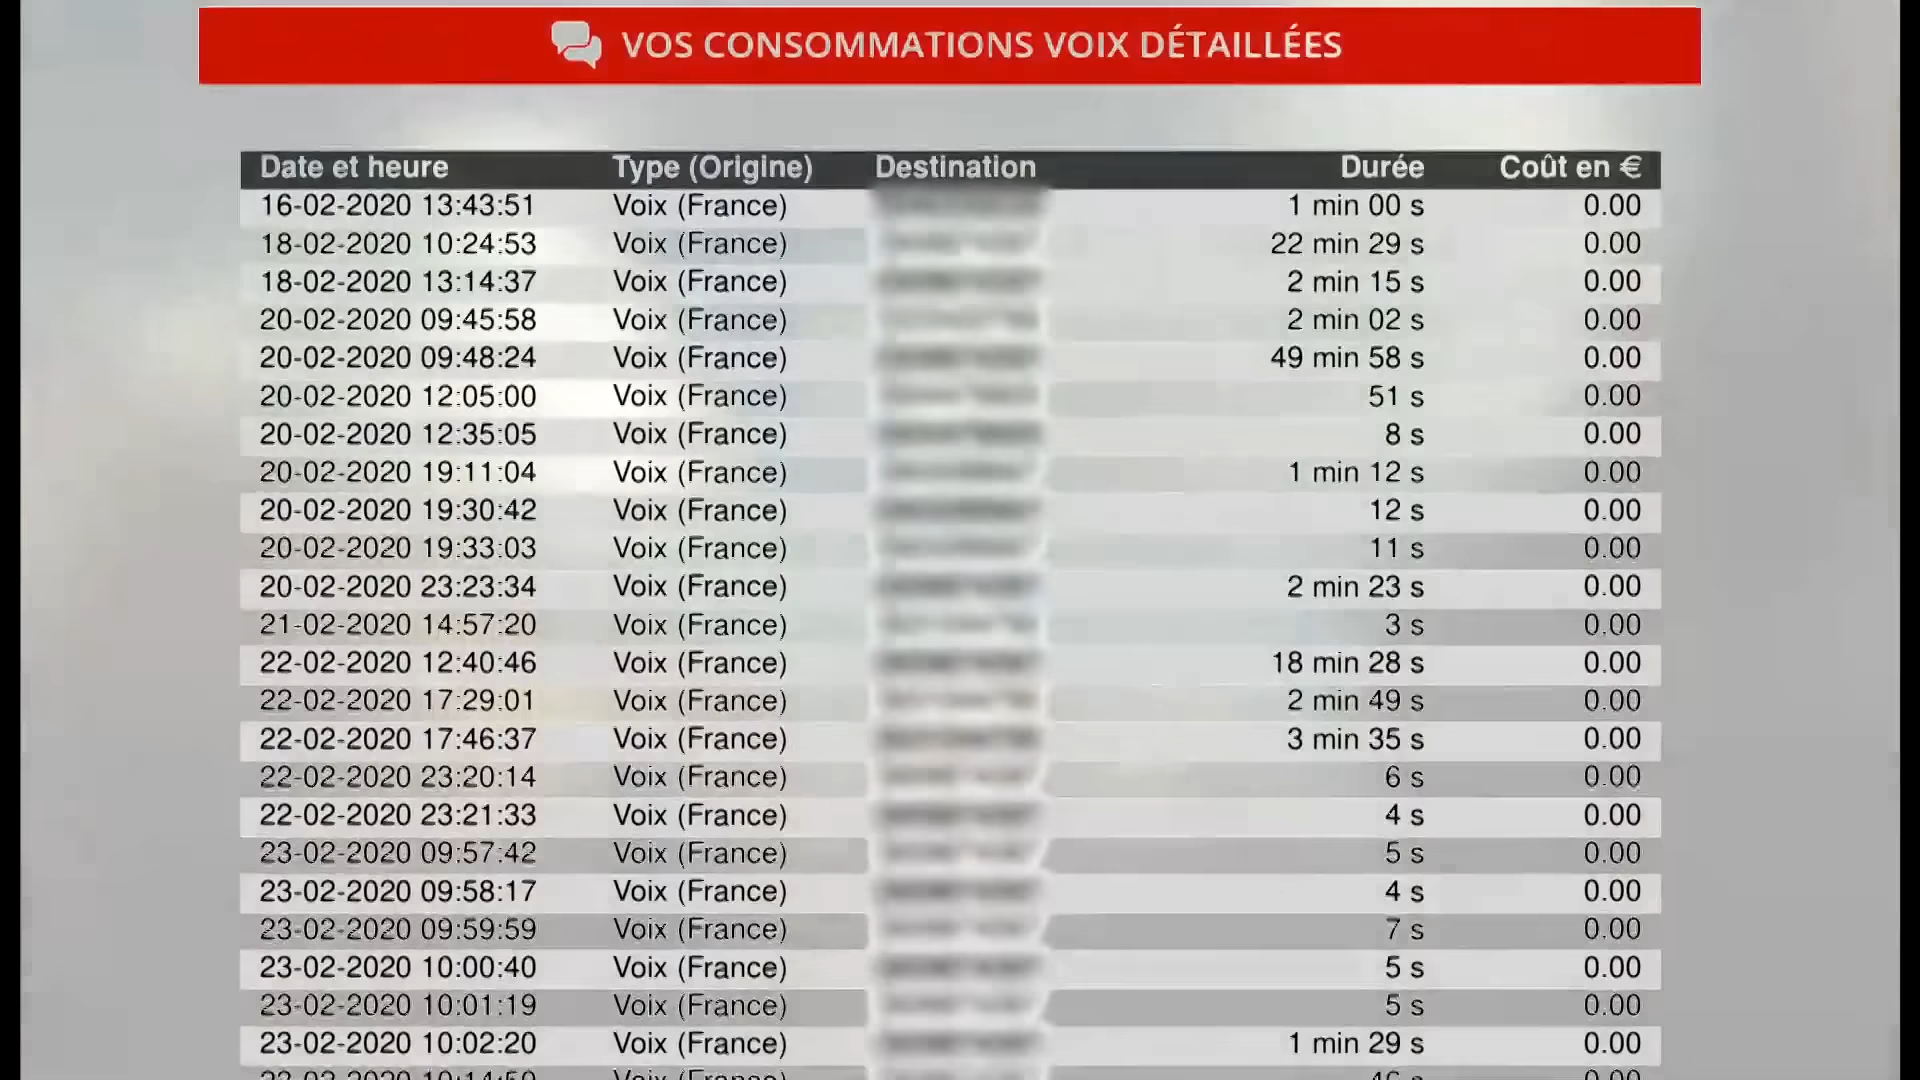 VOS CONSOMMATIONS VOIX DÉTAILLÉES
Date et heure Type (Origine) Destination Durée Coût en €
16-02-2020 13:43:51 Voix (France) 1 min 00 s 0.00
18-02-2020 10:24:53 Voix (France) 22 min 29 s 0.00
18-02-2020 13:14:37 Voix (France) 2 min 15 s 0.00
20-02-2020 09:45:58 Voix (France) 2 min 02 s 0.00
20-02-2020 09:48:24 Voix (France) 49 min 58 s 0.00
20-02-2020 12:05:00 Voix (France) 51 s 0.00
20-02-2020 12:35:05 Voix (France) 8 s 0.00
20-02-2020 19:11:04 Voix (France) 1 min 12 s 0.00
20-02-2020 19:30:42 Voix (France) 12 s 0.00
20-02-2020 19:33:03 Voix (France) 11 s 0.00
20-02-2020 23:23:34 Voix (France) 2 min 23 s 0.00
21-02-2020 14:57:20 Voix (France) 3 s 0.00
22-02-2020 12:40:46 Voix (France) 18 min 28 s 0.00
22-02-2020 17:29:01 Voix (France) 2 min 49 s 0.00
22-02-2020 17:46:37 Voix (France) 3 min 35 s 0.00
22-02-2020 23:20:14 Voix (France) 6 s 0.00
22-02-2020 23:21:33 Voix (France) 4 s 0.00
23-02-2020 09:57:42 Voix (France) 5 s 0.00
23-02-2020 09:58:17 Voix (France) 4 s 0.00
23-02-2020 09:59:59 Voix (France) 7 s 0.00
23-02-2020 10:00:40 Voix (France) 5 s 0.00
23-02-2020 10:01:19 Voix (France) 5 s 0.00
23-02-2020 10:02:20 Voix (France) 1 min 29 s 0.00